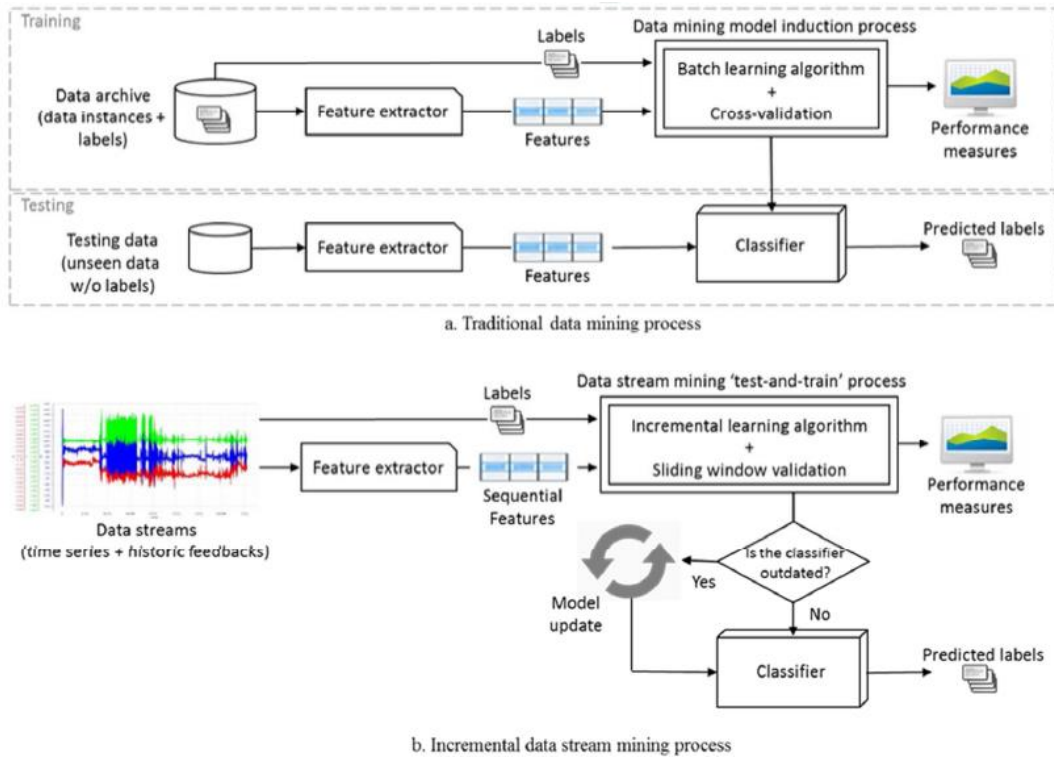 Training
Data mining model induction process
Labels
Batch learning algorithm
+
Cross-validation
Data archive
(data instances +
labels)
Feature extractor
Features
Performance
measures
Testing
Testing data
(unseen data
w/o labels)
Feature extractor
Features
Classifier
Predicted labels
a. Traditional data mining process
Data stream mining ‘test-and-train’ process
Labels
Incremental learning algorithm
+
Sliding window validation
Feature extractor
Sequential
Features
Performance
measures
Data streams
(time series + historic feedbacks)
Is the classifier
outdated?
Yes
No
Model
update
Classifier
Predicted labels
b. Incremental data stream mining process